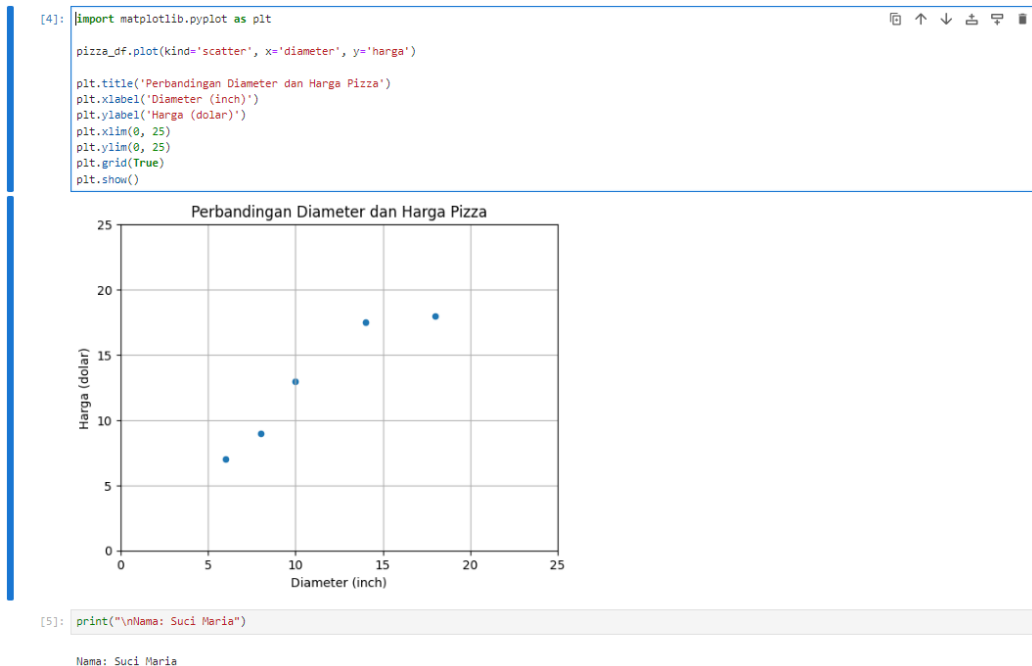 [4]: import matplotlib.pyplot as plt
pizza_df.plot(kind='scatter', x='diameter', y='harga')
plt.title('Perbandingan Diameter dan Harga Pizza')
plt.xlabel('Diameter (inch)')
plt.ylabel('Harga (dolar)')
plt.xlim(0, 25)
plt.ylim(0, 25)
plt.grid(True)
plt.show()
Perbandingan Diameter dan Harga Pizza
25
20
15
10
5
0
Harga (dolar)
0 5 10 15 20 25
Diameter (inch)
[5]: print("\nNama: Suci Maria")
Nama: Suci Maria